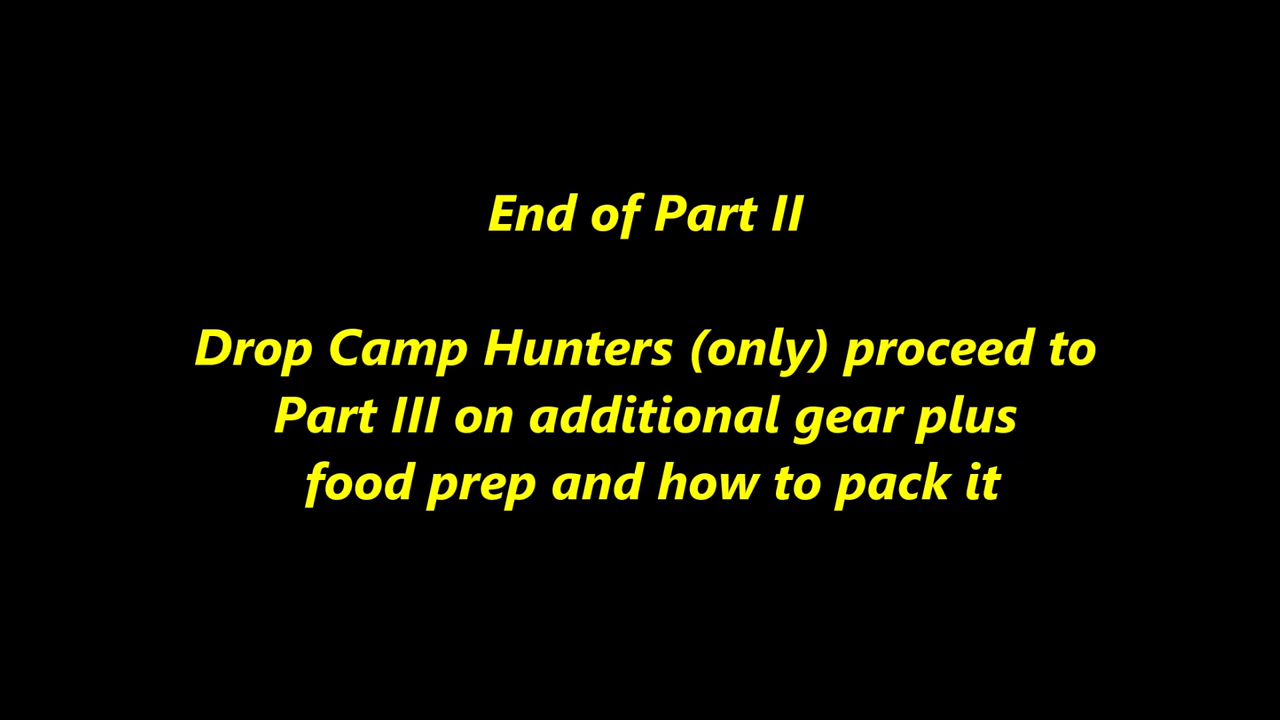 End of Part II
Drop Camp Hunters (only) proceed to
Part III on additional gear plus
food prep and how to pack it